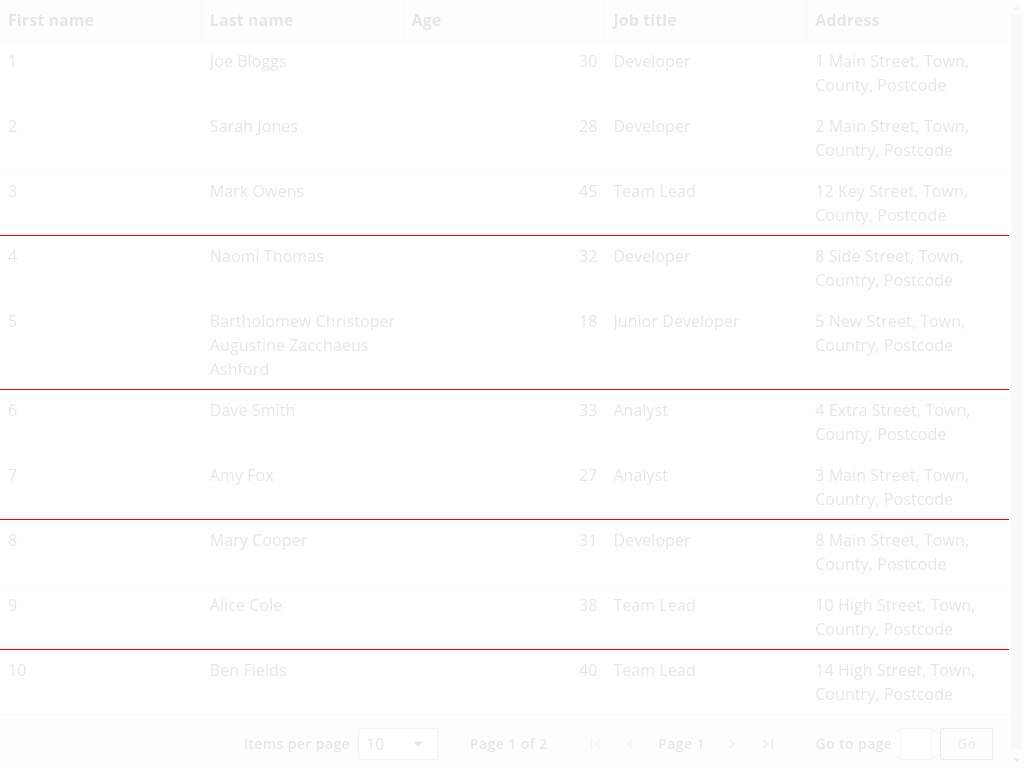 First name Last name Age Job title Address
1 Joe Bloggs 30 Developer 1 Main Street, Town,
County, Postcode
2 Sarah Jones 28 Developer 2 Main Street, Town,
Country, Postcode
3 Mark Owens 45 Team Lead 12 Key Street, Town,
County, Postcode
4 Naomi Thomas 32 Developer 8 Side Street, Town,
Country, Postcode
5 Bartholomew Christoper 18 Junior Developer 5 New Street, Town,
Augustine Zacchaeus Country, Postcode
Ashford
6 Dave Smith 33 Analyst 4 Extra Street, Town,
County, Postcode
7 Amy Fox 27 Analyst 3 Main Street, Town,
Country, Postcode
8 Mary Cooper 31 Developer 8 Main Street, Town,
County, Postcode
9 Alice Cole 38 Team Lead 10 High Street, Town,
Country, Postcode
10 Ben Fields 40 Team Lead 14 High Street, Town,
Country, Postcode
Items per page 10 Page 1 of 2 Page 1 Go to page Go